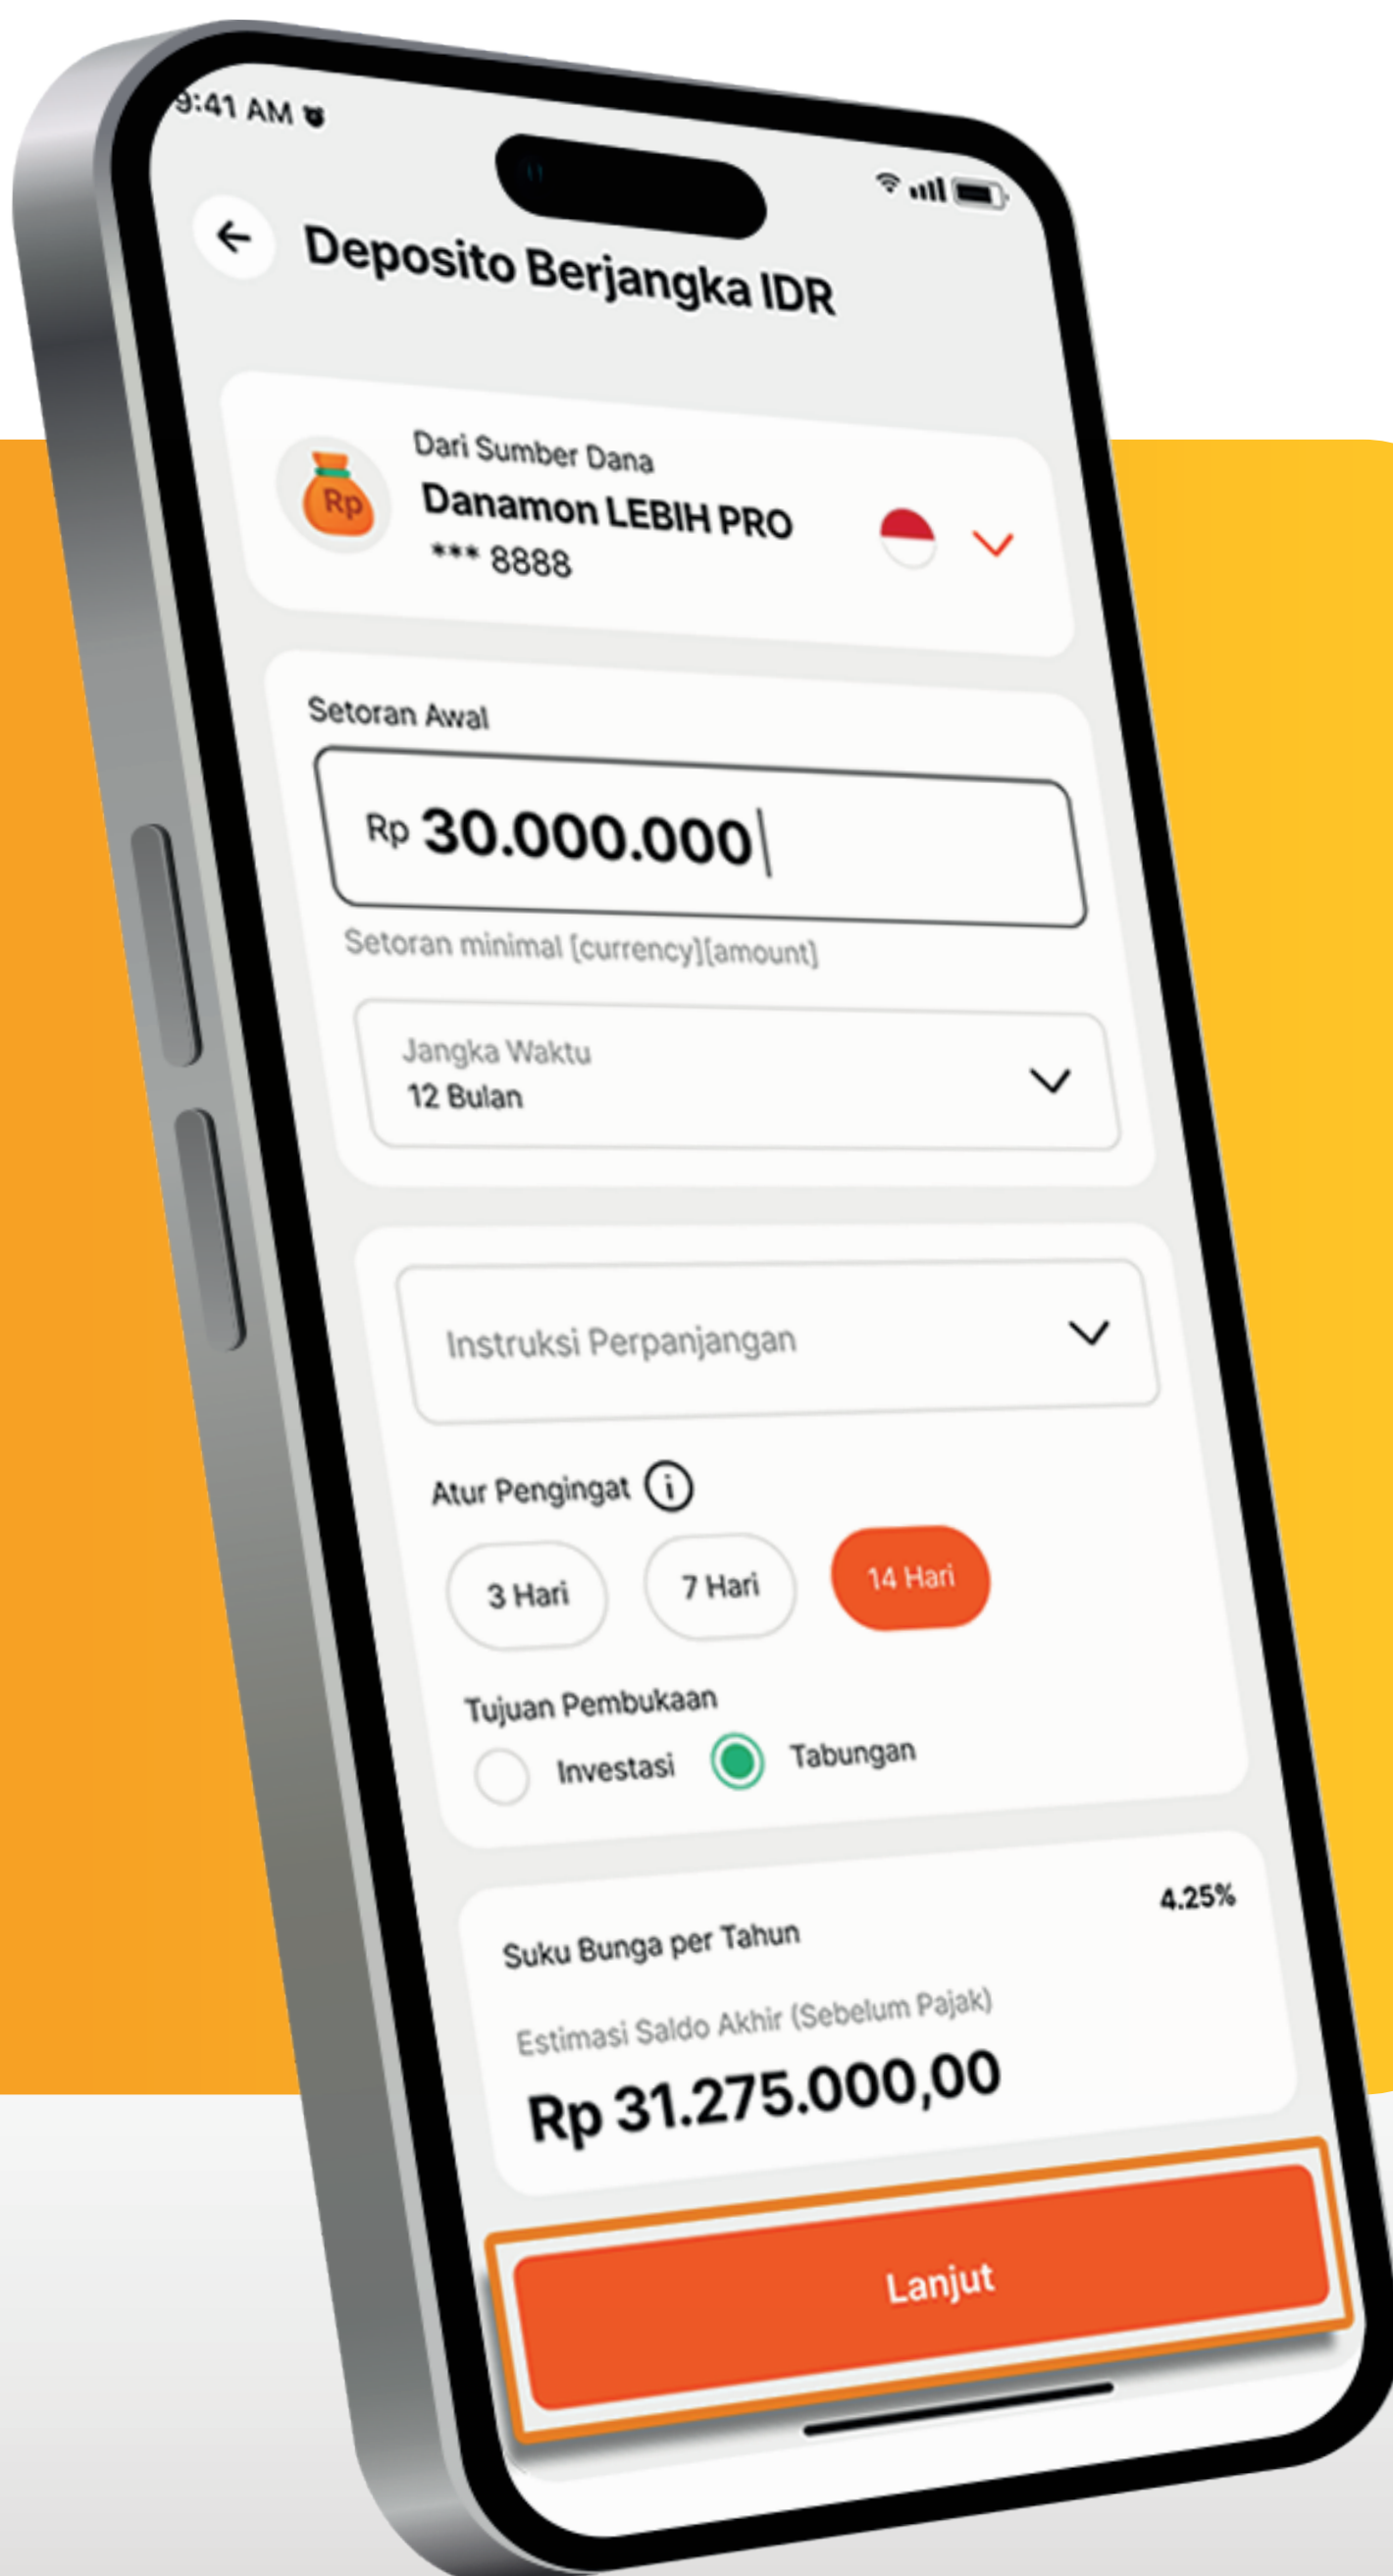 9:41 AM
Deposito Berjangka IDR
Dari Sumber Dana
Rp
Danamon LEBIH PRO
*** 8888
Setoran Awal
Rp 30.000.000
Setoran minimal [currency][amount]
Jangka Waktu
12 Bulan
Instruksi Perpanjangan
Atur Pengingat i
3 Hari 7 Hari 14 Hari
Tujuan Pembukaan
Investasi Tabungan
Suku Bunga per Tahun 4.25%
Estimasi Saldo Akhir (Sebelum Pajak)
Rp 31.275.000,00
Lanjut